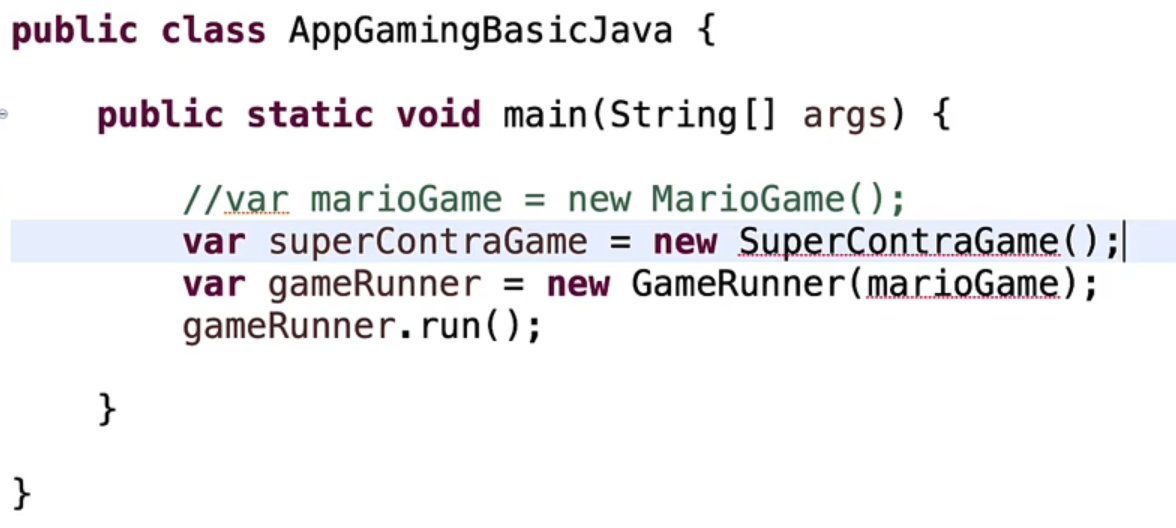 public class AppGamingBasicJava {
public static void main(String[] args) {
//var marioGame = new MarioGame();
var superContraGame = new SuperContraGame();
var gameRunner = new GameRunner(marioGame);
gameRunner.run();
}
}